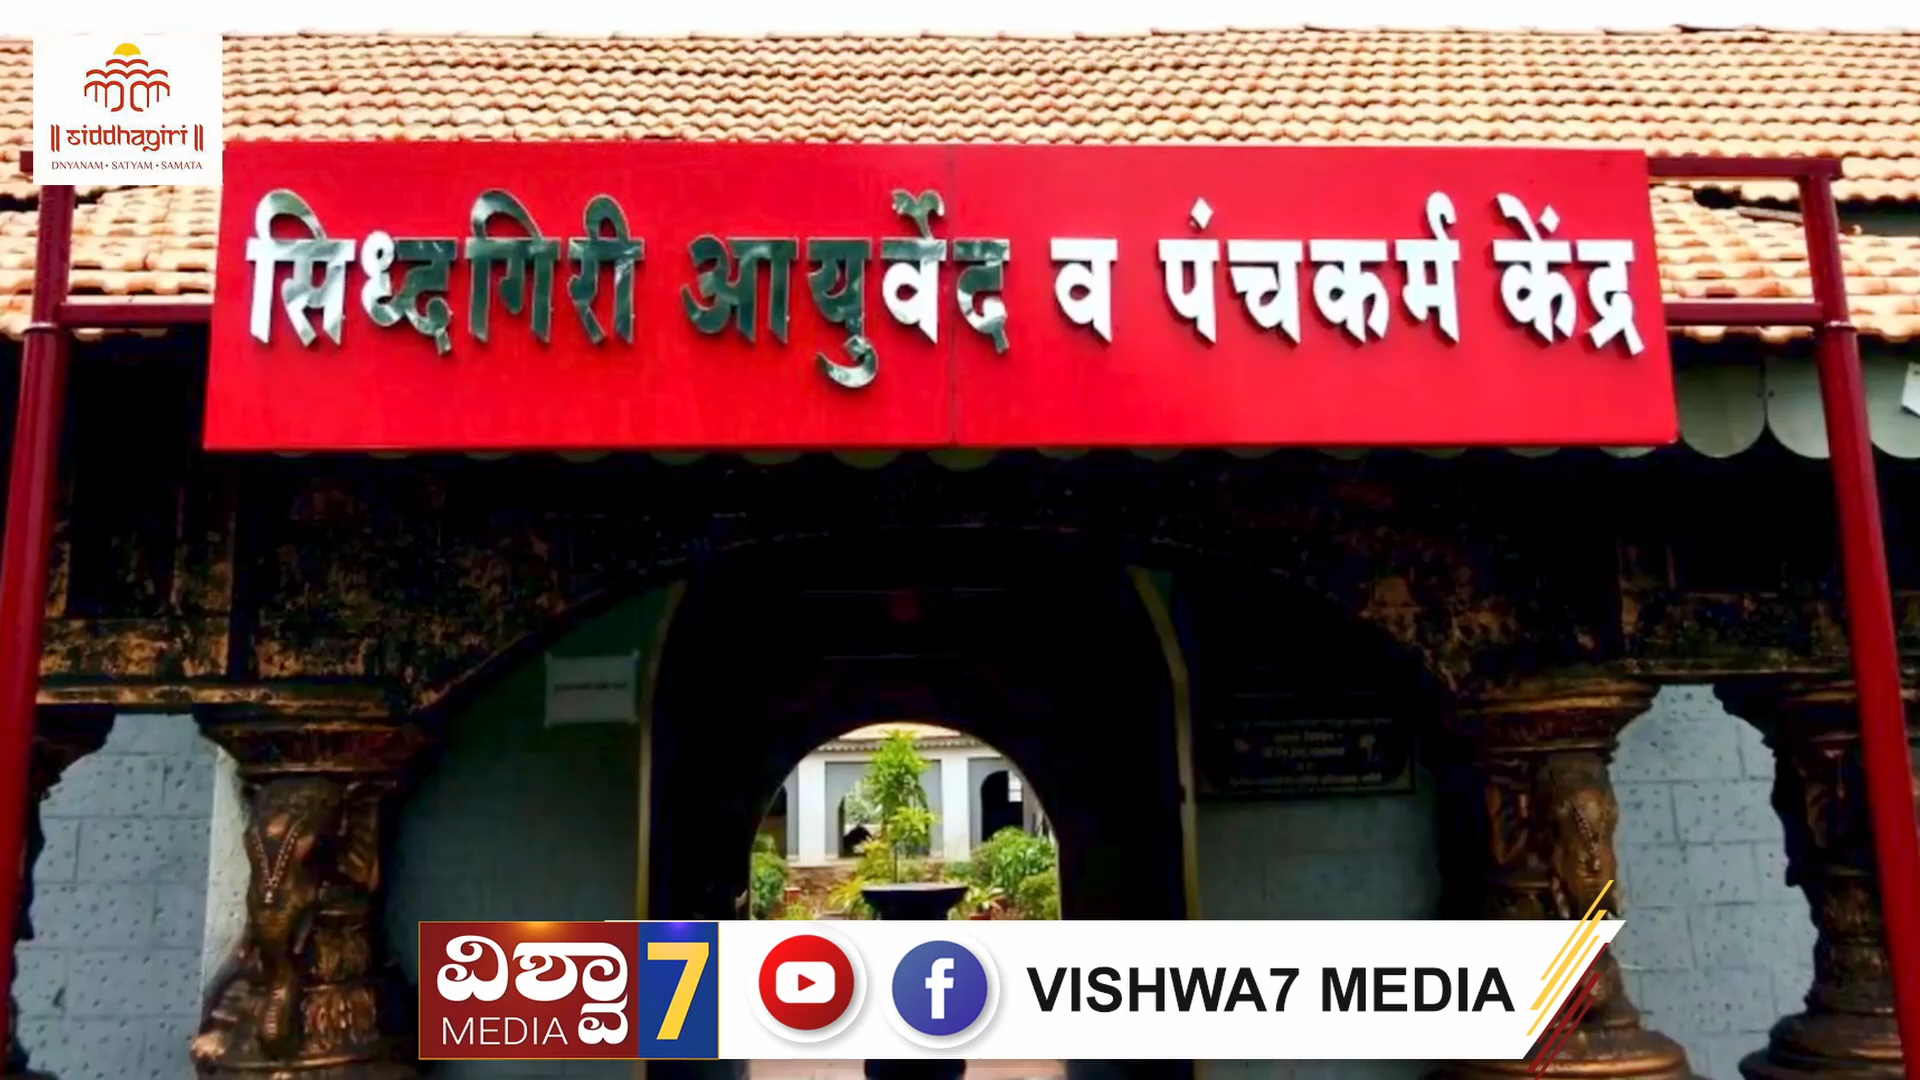 || siddhagiri ||
DNYANAM • SATYAM • SAMATA
सिध्दगिरी आयुर्वेद व पंचकर्म केंद्र
ವಿಶ್ವಾ 7
MEDIA
VISHWA7 MEDIA